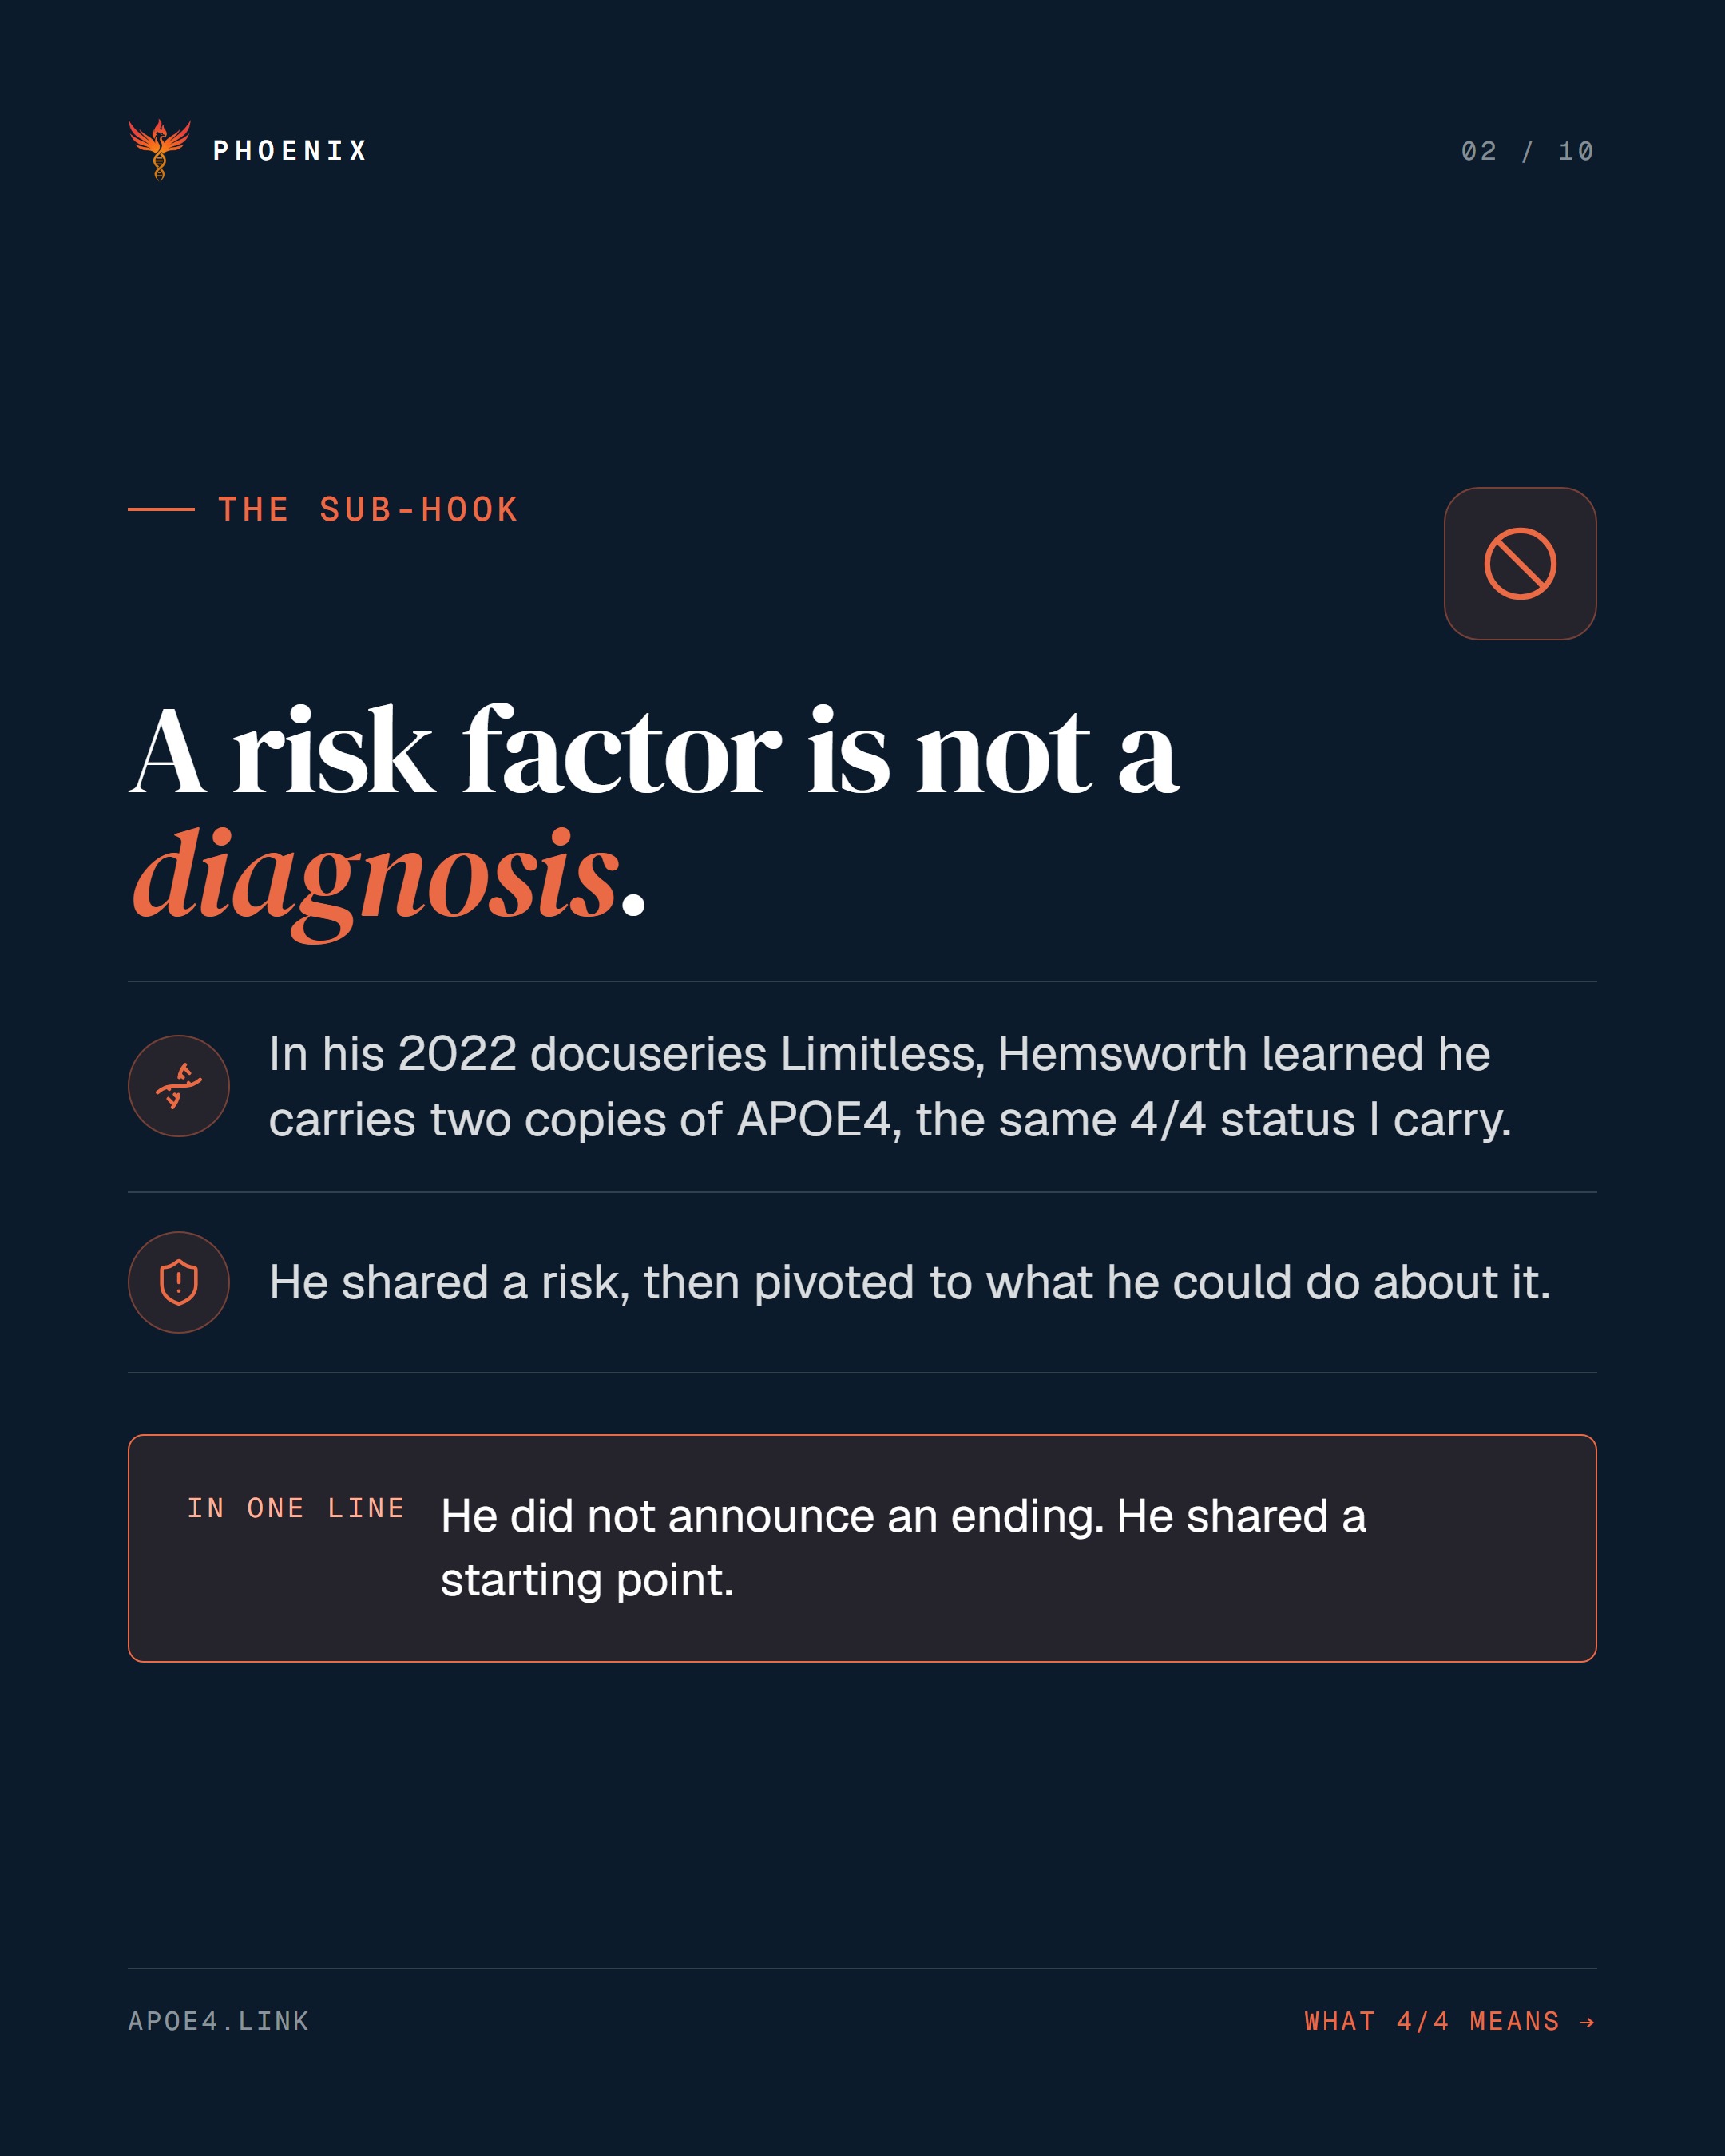 PHOENIX
02 / 10
THE SUB-HOOK
A risk factor is not a
diagnosis.
In his 2022 docuseries Limitless, Hemsworth learned he
carries two copies of APOE4, the same 4/4 status I carry.
He shared a risk, then pivoted to what he could do about it.
IN ONE LINE
He did not announce an ending. He shared a
starting point.
APOE4.LINK
WHAT 4/4 MEANS →